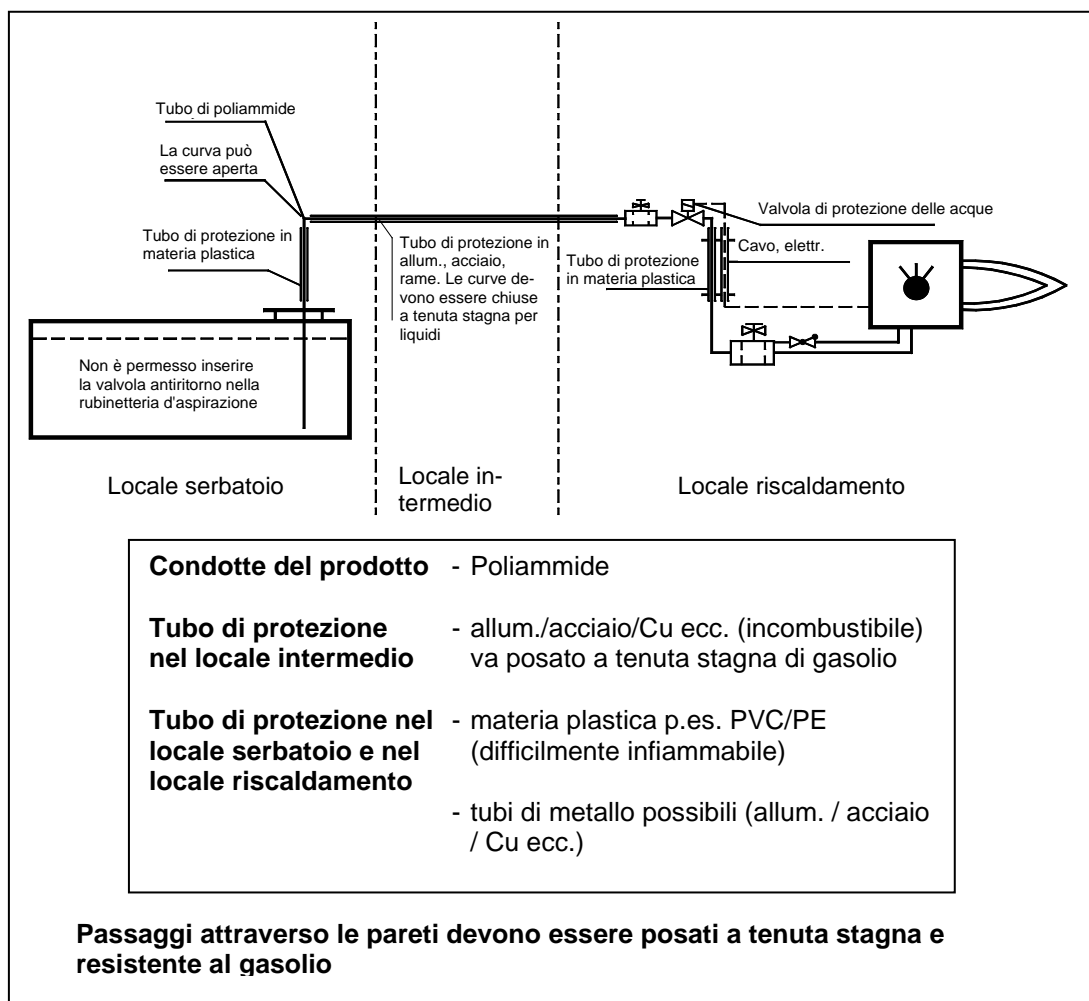 Tubo di poliammide
La curva può
essere aperta
Tubo di protezione in
materia plastica
Tubo di protezione in
allum., acciaio,
rame. Le curve de-
vono essere chiuse
a tenuta stagna per
liquidi
Valvola di protezione delle acque
Cavo, elettr.
Tubo di protezione
in materia plastica
Non è permesso inserire
la valvola antiritorno nella
rubinetteria d'aspirazione
Locale serbatoio
Locale in-
termedio
Locale riscaldamento
Condotte del prodotto - Poliammide
Tubo di protezione - allum./acciaio/Cu ecc. (incombustibile)
nel locale intermedio va posato a tenuta stagna di gasolio
Tubo di protezione nel - materia plastica p.es. PVC/PE
locale serbatoio e nel (difficilmente infiammabile)
locale riscaldamento
- tubi di metallo possibili (allum. / acciaio
/ Cu ecc.)
Passaggi attraverso le pareti devono essere posati a tenuta stagna e
resistente al gasolio